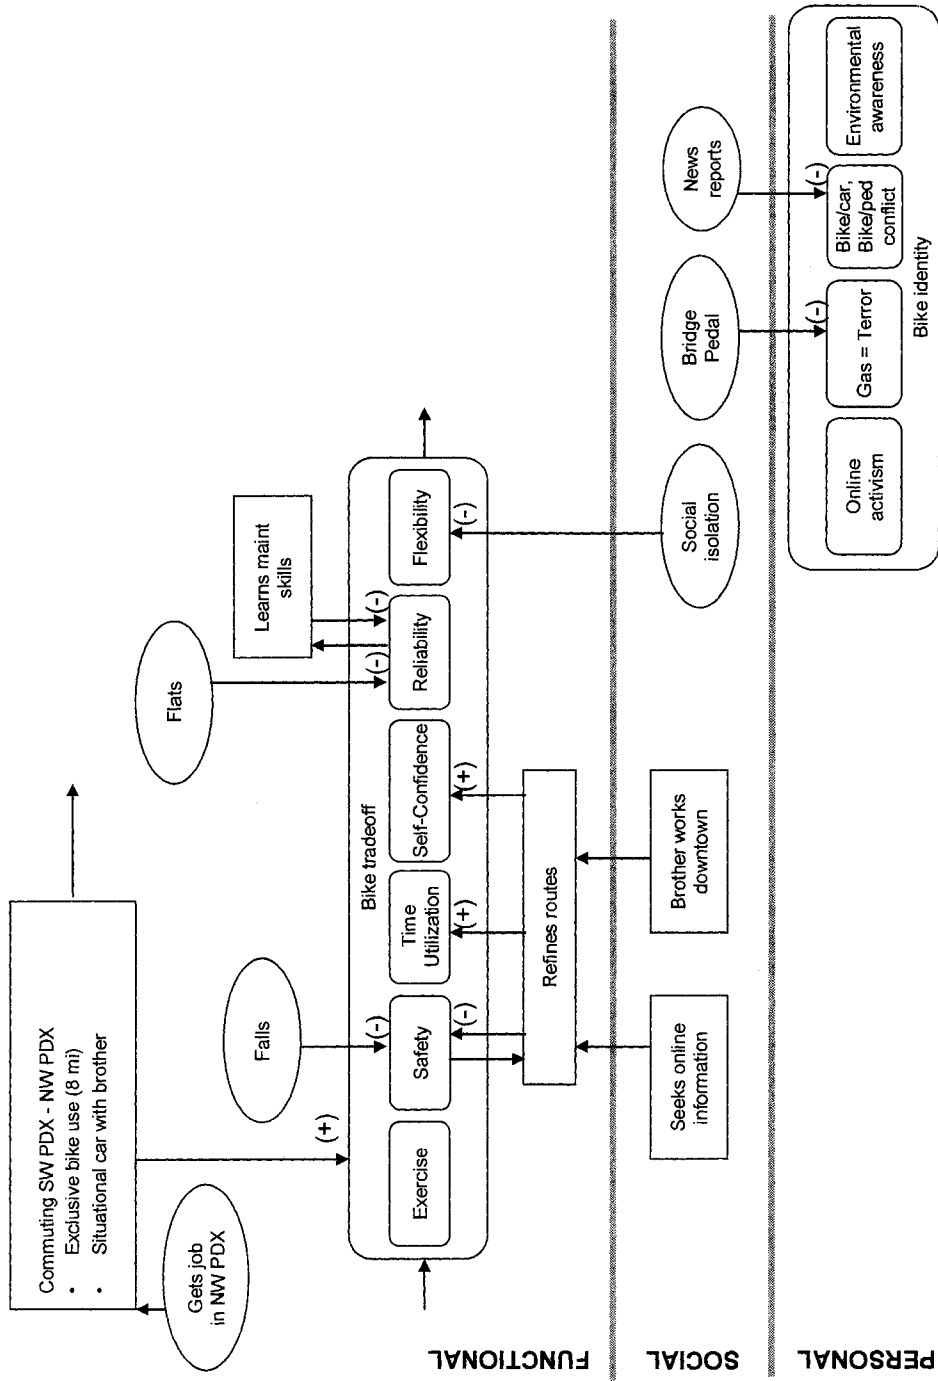 Commuting SW PDX - NW PDX
• Exclusive bike use (8 mi)
• Situational car with brother
Gets job
in NW PDX
(+)
Falls
(-)
Flats
(-)
Learns maint
skills
(-)
Bike tradeoff
Exercise
Safety
Time
Utilization
Self-Confidence
Reliability
Flexibility
(-)
(+)
(+)
(-)
Refines routes
FUNCTIONAL
Seeks online
information
Brother works
downtown
Social
isolation
Bridge
Pedal
News
reports
SOCIAL
(-)
(-)
Online
activism
Gas = Terror
Bike/car,
Bike/ped
conflict
Environmental
awareness
Bike identity
PERSONAL